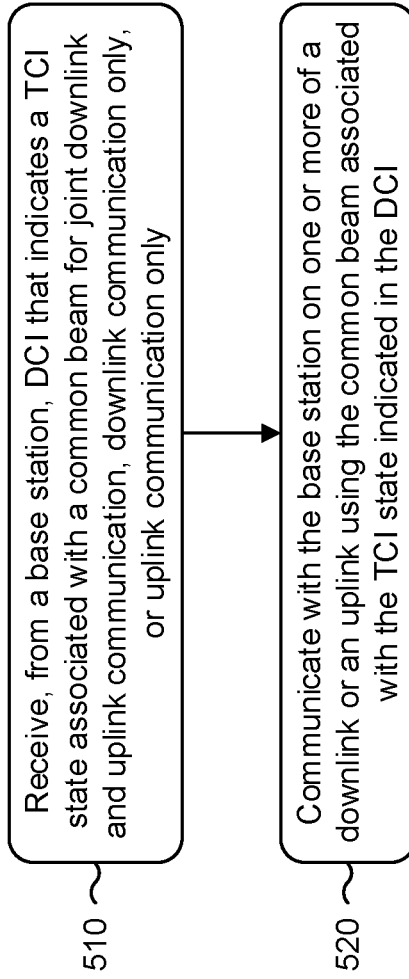 510
Receive, from a base station, DCI that indicates a TCI
state associated with a common beam for joint downlink
and uplink communication, downlink communication only,
or uplink communication only
520
Communicate with the base station on one or more of a
downlink or an uplink using the common beam associated
with the TCI state indicated in the DCI